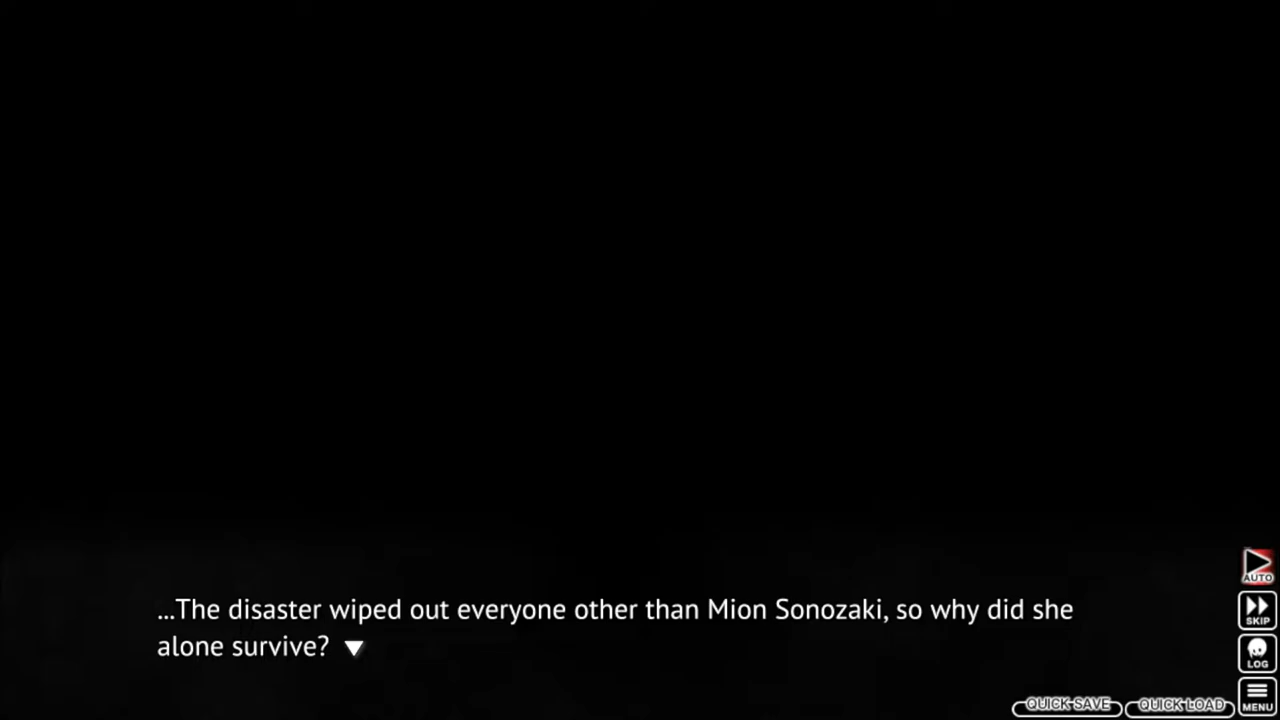 ...The disaster wiped out everyone other than Mion Sonozaki, so why did she
alone survive?
AUTO
SKIP
LOG
MENU
QUICK SAVE QUICK LOAD